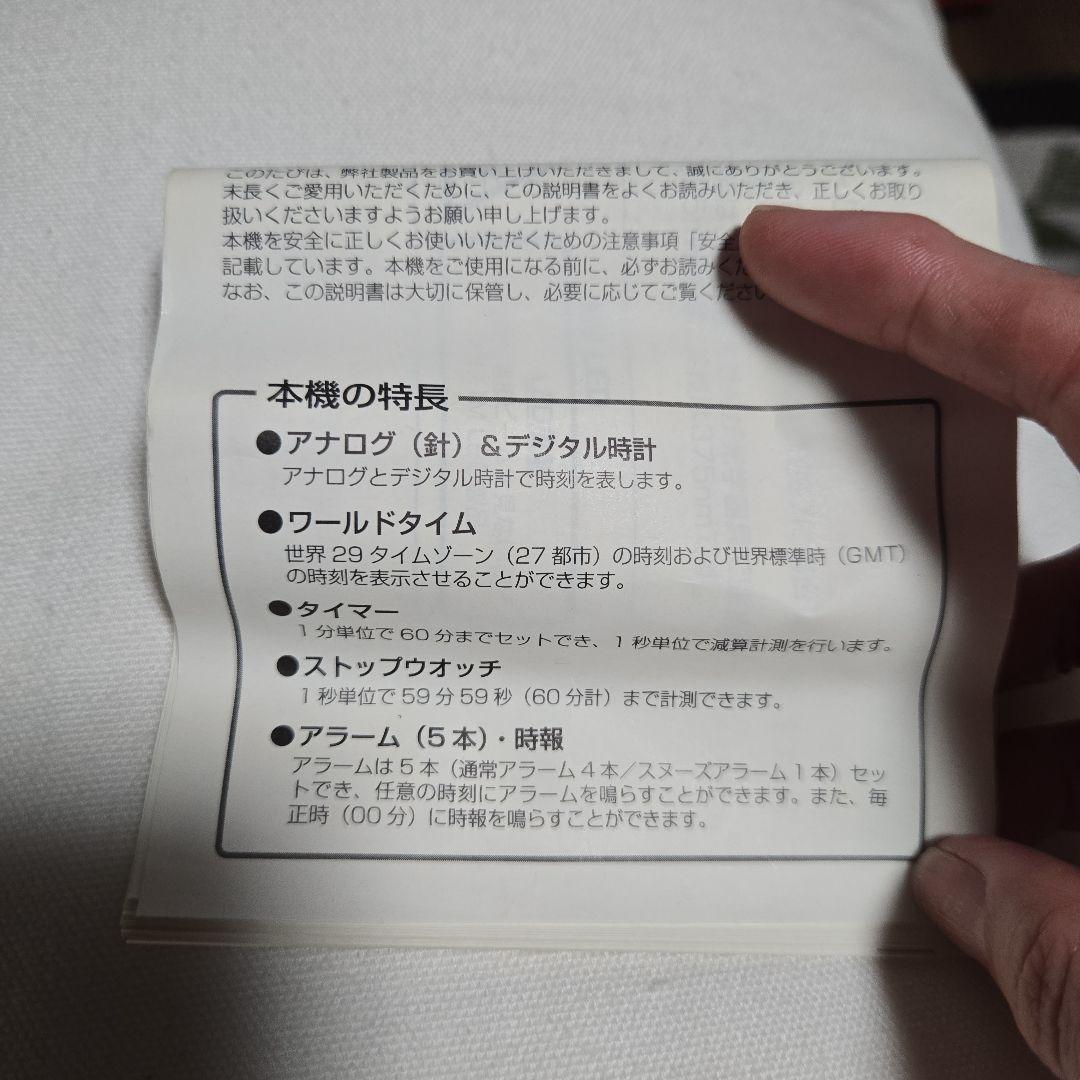 このたびは、弊社製品をお買い上げいただきまして、誠にありがとうございます。
末長くご愛用いただくために、この説明書をよくお読みいただき、正しくお取り
扱いくださいますようお願い申し上げます。
本機を安全に正しくお使いいただくための注意事項「安全
記載しています。本機をご使用になる前に、必ずお読みくだ
なお、この説明書は大切に保管し、必要に応じてご覧ください
本機の特長
●アナログ（針）＆デジタル時計
アナログとデジタル時計で時刻を表します。
●ワールドタイム
世界29タイムゾーン（27都市）の時刻および世界標準時（GMT）
の時刻を表示させることができます。
●タイマー
1分単位で60分までセットでき、1秒単位で減算計測を行います。
●ストップウオッチ
1秒単位で59分59秒（60分計）まで計測できます。
●アラーム（5本）・時報
アラームは5本（通常アラーム4本／スヌーズアラーム1本）セッ
トでき、任意の時刻にアラームを鳴らすことができます。また、毎
正時（00分）に時報を鳴らすことができます。